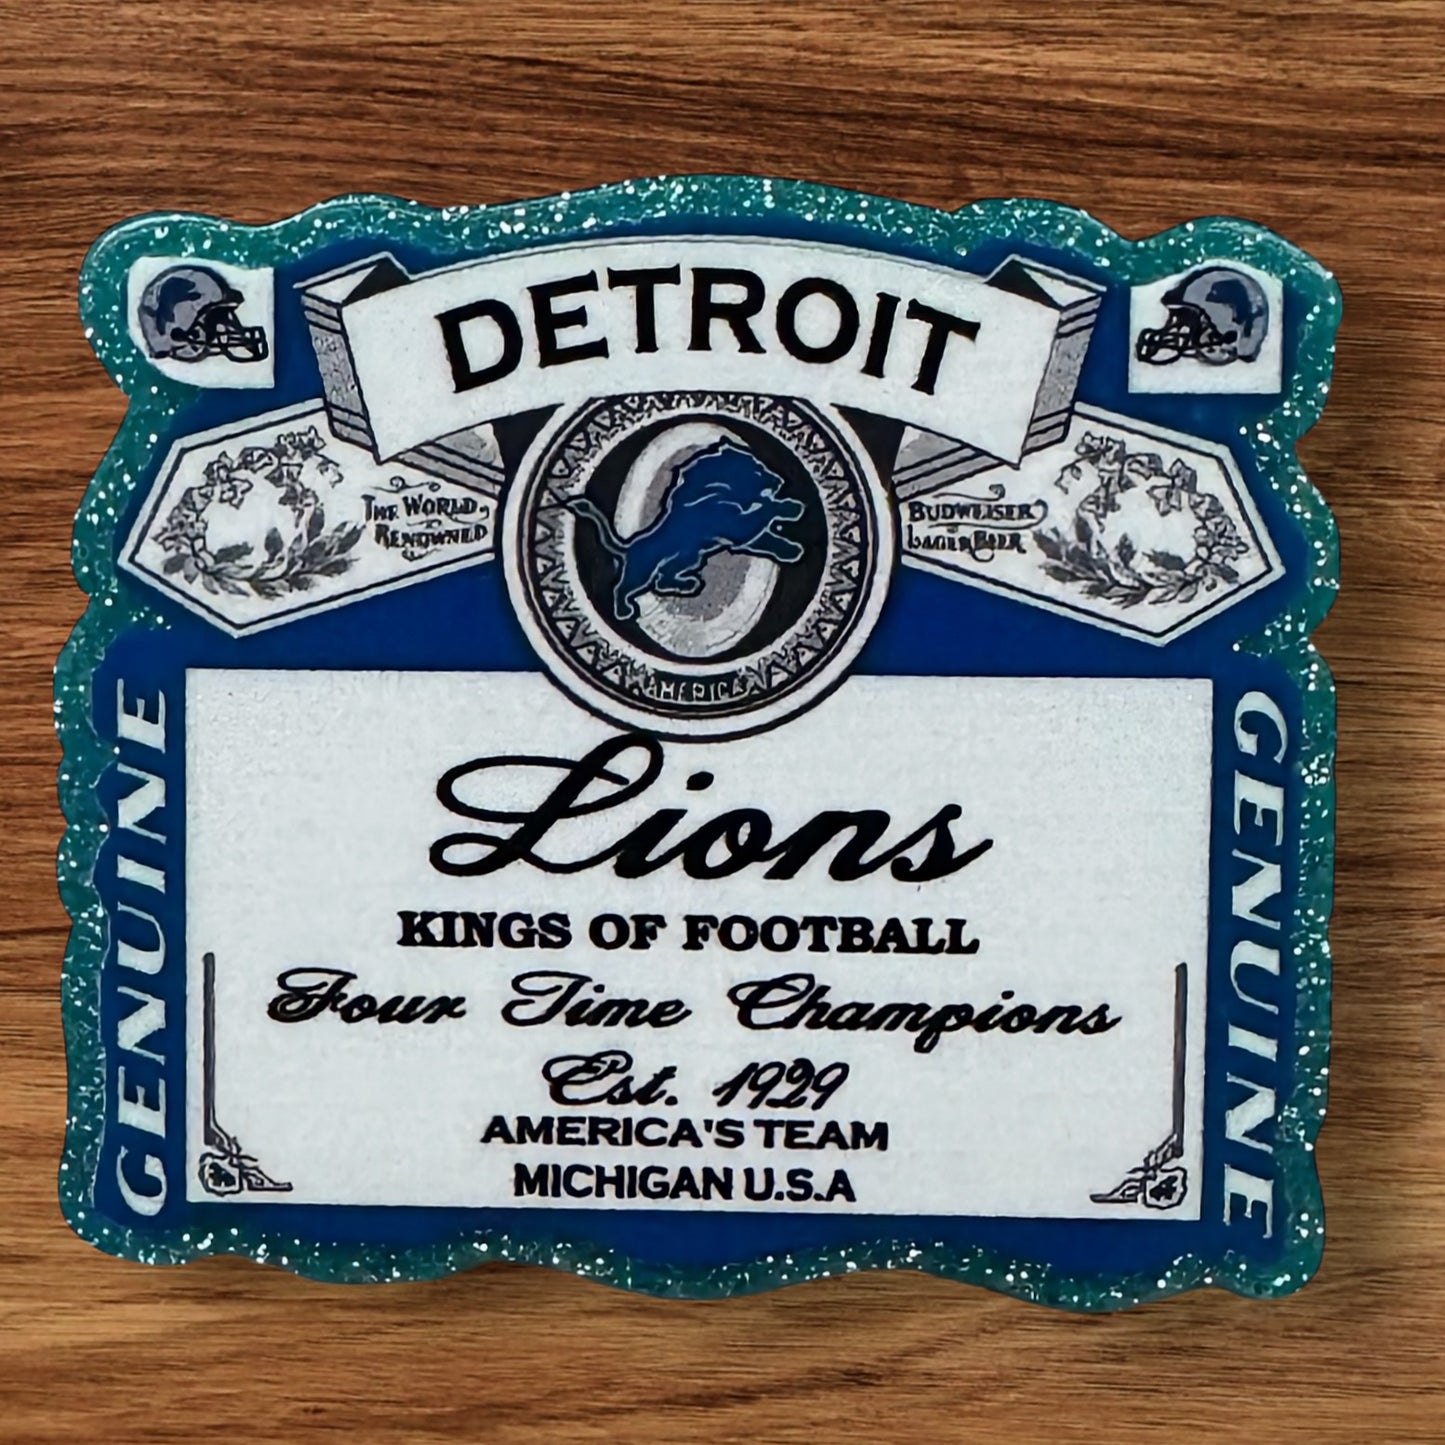 DETROIT
THE WORLD
RENOWNED
BUDWEISER
LAGER BEER
AMERICA
GENUINE
GENUINE
Lions
KINGS OF FOOTBALL
Four Time Champions
Est. 1929
AMERICA'S TEAM
MICHIGAN U.S.A